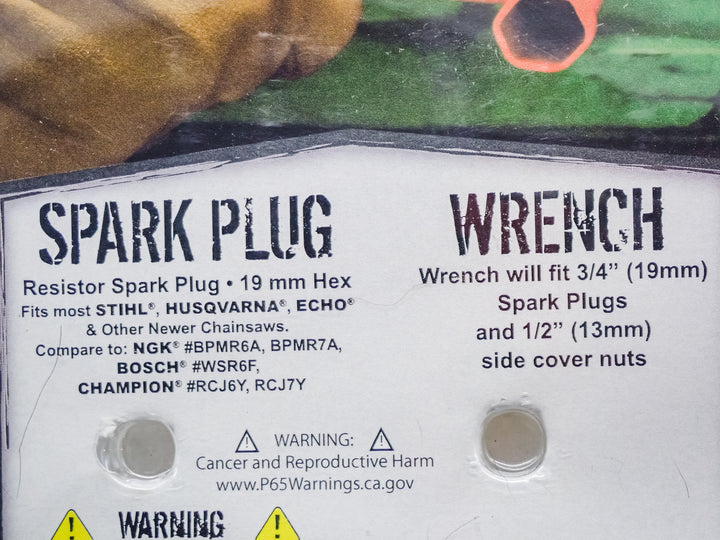 SPARK PLUG
Resistor Spark Plug • 19 mm Hex
Fits most STIHL®, HUSQVARNA®, ECHO®
& Other Newer Chainsaws.
Compare to: NGK® #BPMR6A, BPMR7A,
BOSCH® #WSR6F,
CHAMPION® #RCJ6Y, RCJ7Y
WRENCH
Wrench will fit 3/4” (19mm)
Spark Plugs
and 1/2” (13mm)
side cover nuts
WARNING:
Cancer and Reproductive Harm
www.P65Warnings.ca.gov
WARNING